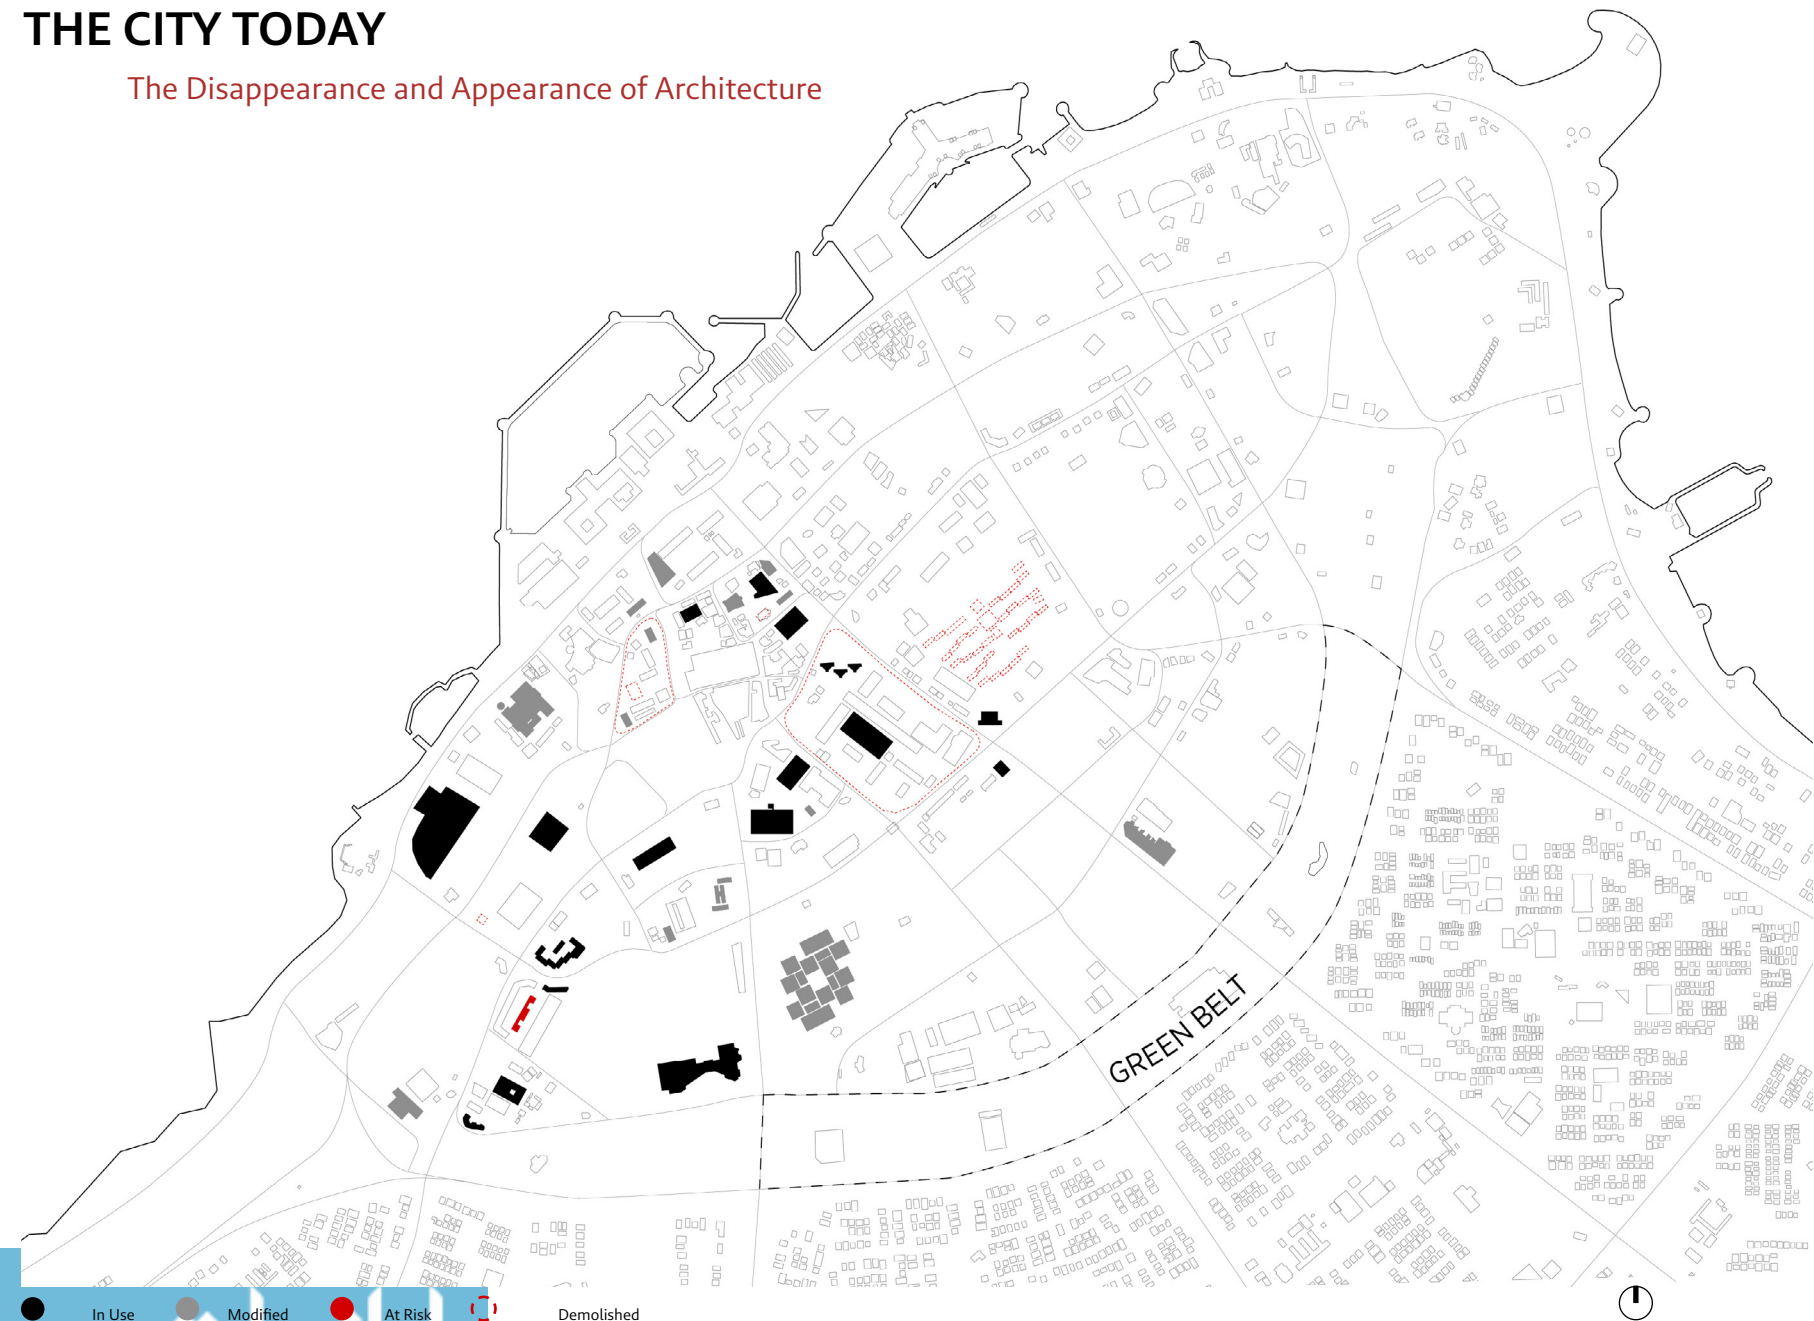 THE CITY TODAY
The Disappearance and Appearance of Architecture
GREEN BELT
In Use
Modified
At Risk
Demolished